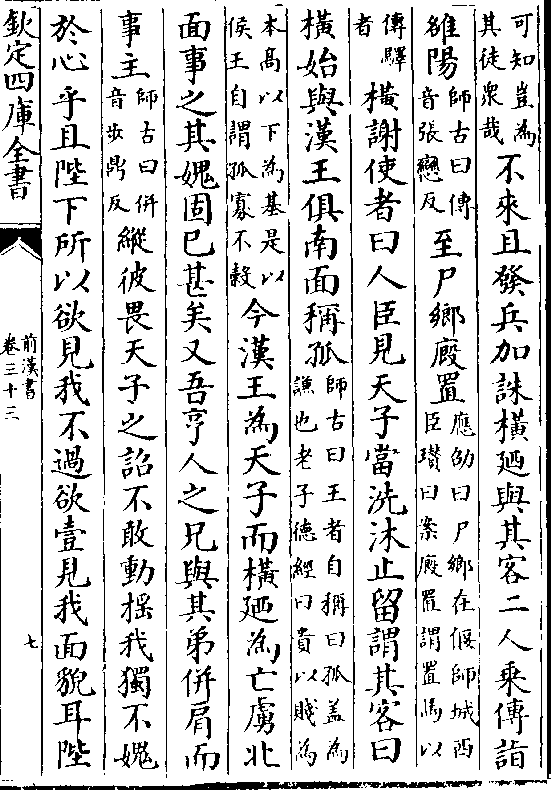 可知豈為
其徒衆哉
不來且發兵加誅橫廼與其客二人乘傳詣
雒陽
師古曰傳
音張戀反
至尸鄉廄置
應劭曰尸鄉在偃師城西
臣瓚曰案廄置謂置馬以
傳驛
者
橫謝使者曰人臣見天子當洗沐止留謂其客曰
橫始與漢王俱南面稱孤
師古曰王者自稱曰孤盖為
謙也老子德經曰貴以賤為
本髙以下為基是以
侯王自謂孤寡不榖
今漢王為天子而橫廼為亡虜北
面事之其媿固已甚矣又吾亨人之兄與其弟併肩而
事主
師古曰併
音步鼎反
縱彼畏天子之詔不敢動揺我獨不媿
於心乎且陛下所以欲見我不過欲壹見我面貌耳陛
欽定四庫全書
前漢書
卷三十三
七